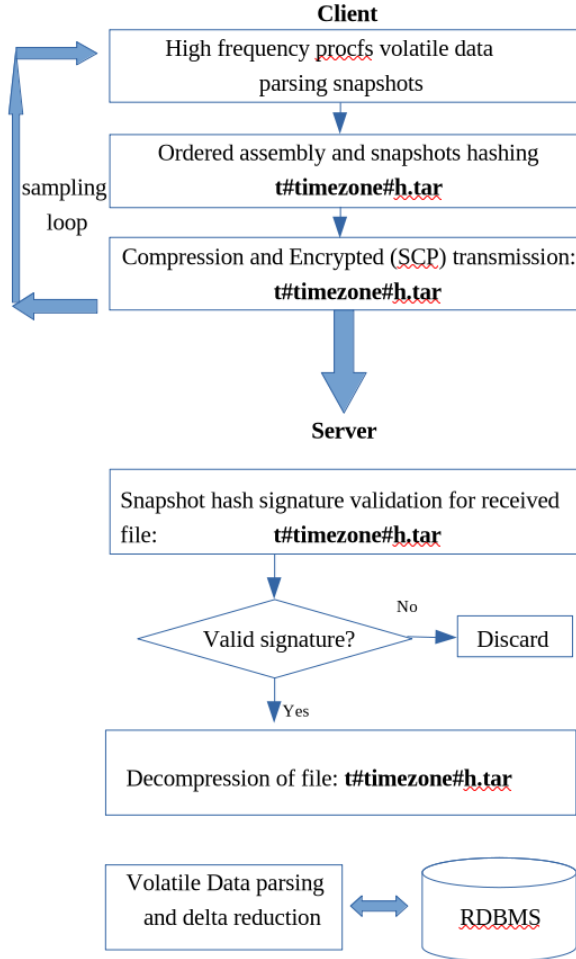 Client
High frequency procfs volatile data
parsing snapshots
Ordered assembly and snapshots hashing
t#timezone#h.tar
sampling
loop
Compression and Encrypted (SCP) transmission:
t#timezone#h.tar
Server
Snapshot hash signature validation for received
file: t#timezone#h.tar
No
Valid signature?
Discard
Yes
Decompression of file: t#timezone#h.tar
Volatile Data parsing
and delta reduction
RDBMS